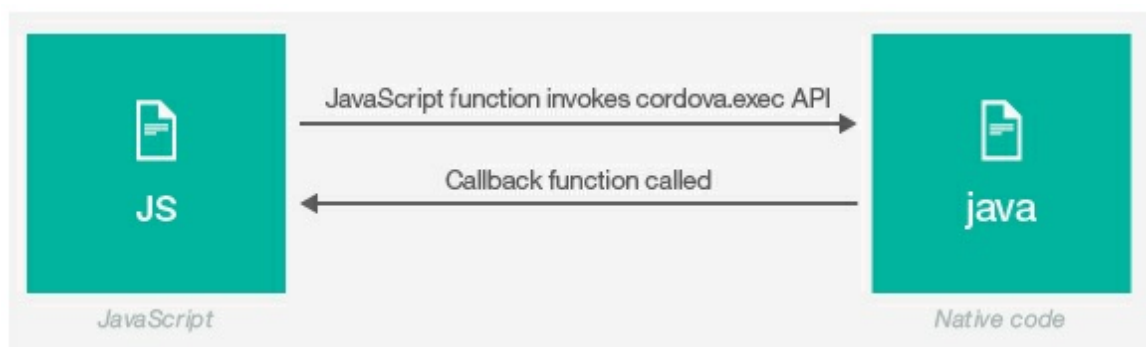 JavaScript function invokes cordova.exec API
Callback function called
JS
java
JavaScript
Native code